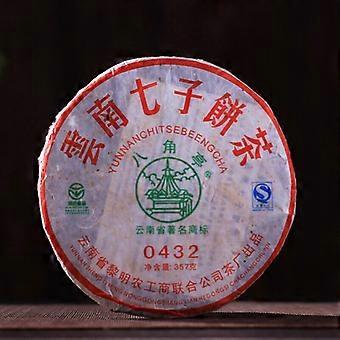 雲南七子餅茶
YUNNANCHITSEBEENGCHA
八角亭
云南省著名商标
0432
净含量:357克
云南省黎明农工商联合公司茶厂出品